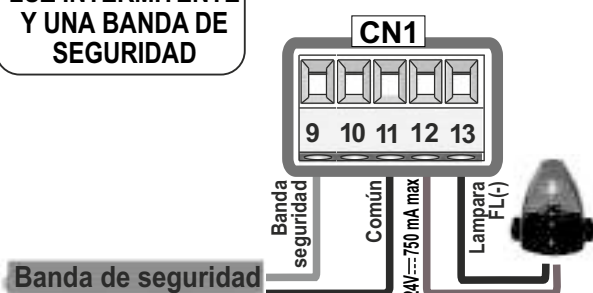 Y UNA BANDA DE
SEGURIDAD
CN1
9 10 11 12 13
Banda
seguridad
Común
24V⎓750 mA max
Lampara
FL(-)
Banda de seguridad